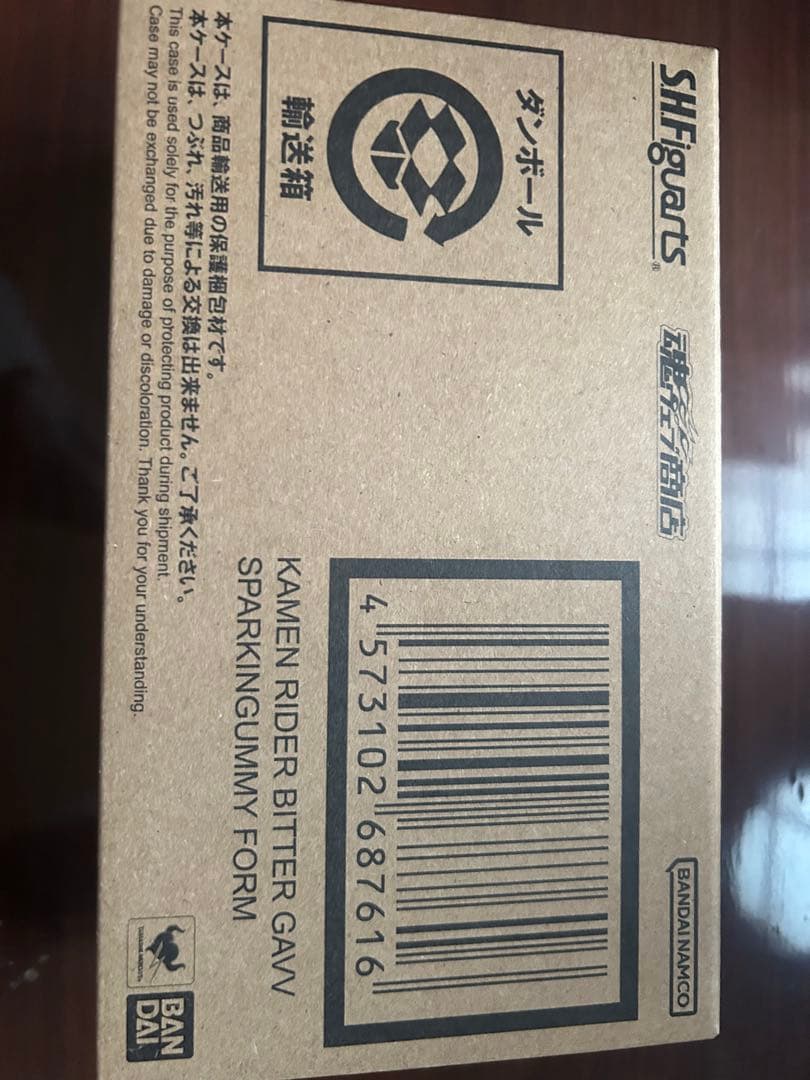 S.H.Figuarts®
魂ウェブ商店
BANDAI NAMCO
ダンボール
輸送箱
本ケースは、商品輸送用の保護梱包材です。
本ケースは、つぶれ、汚れ等による交換は出来ません。ご了承ください。
This case is used solely for the purpose of protecting product during shipment.
Case may not be exchanged due to damage or discoloration. Thank you for your understanding.
4 573102 687616
KAMEN RIDER BITTER GAVV
SPARKINGUMMY FORM
TAMASHII NATIONS
BAN
DAI